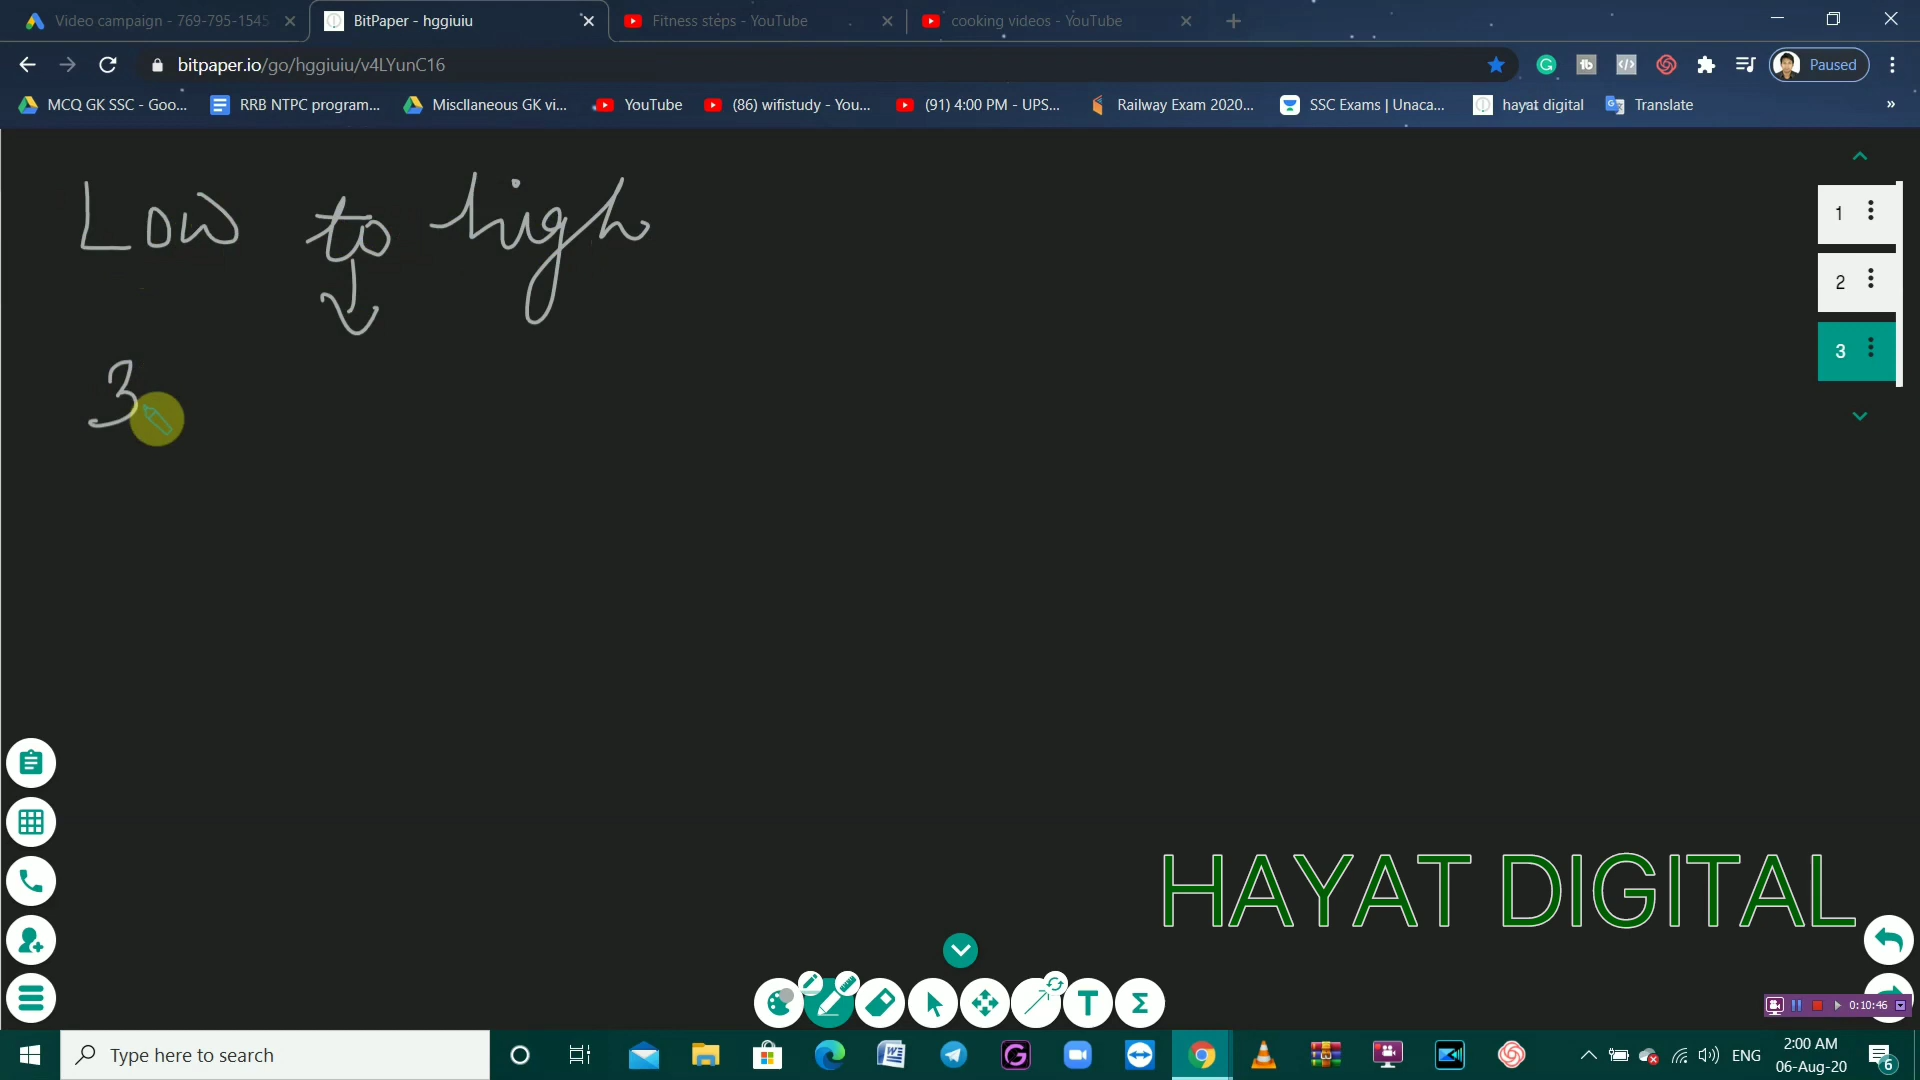 Video campaign - 769-795-1545
BitPaper - hggiuiu
Fitness steps - YouTube
cooking videos - YouTube
bitpaper.io/go/hggiuiu/v4LYunC16
Paused
MCQ GK SSC - Goo...
RRB NTPC program...
Miscllaneous GK vi...
YouTube
(86) wifistudy - You...
(91) 4:00 PM - UPS...
Railway Exam 2020...
SSC Exams | Unaca...
hayat digital
Translate
»
Low to high
1
2
3
3
HAYAT DIGITAL
T
Σ
0:10:46
Type here to search
ENG
2:00 AM
06-Aug-20
6